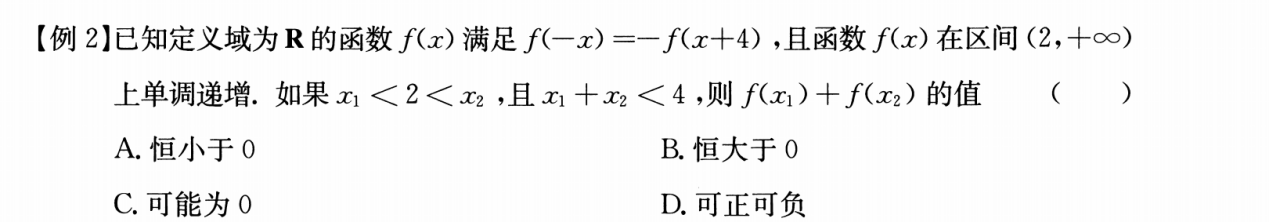 【例 2】已知定义域为 R 的函数 f(x) 满足 f(-x)=-f(x+4) ,且函数 f(x) 在区间 (2,+∞)
上单调递增. 如果 x₁<2<x₂ ,且 x₁+x₂<4 ,则 f(x₁)+f(x₂) 的值 ( )
A. 恒小于 0 B. 恒大于 0
C. 可能为 0 D. 可正可负